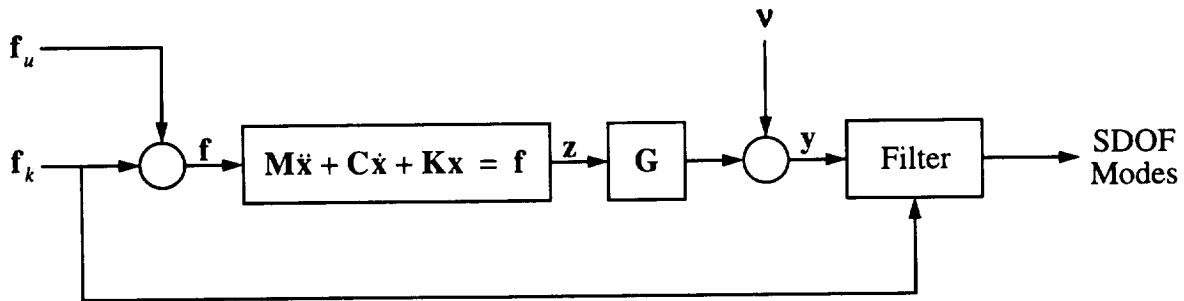 ν
f_u
f_k
f
Mẍ + Cẋ + Kx = f
z
G
y
Filter
SDOF
Modes